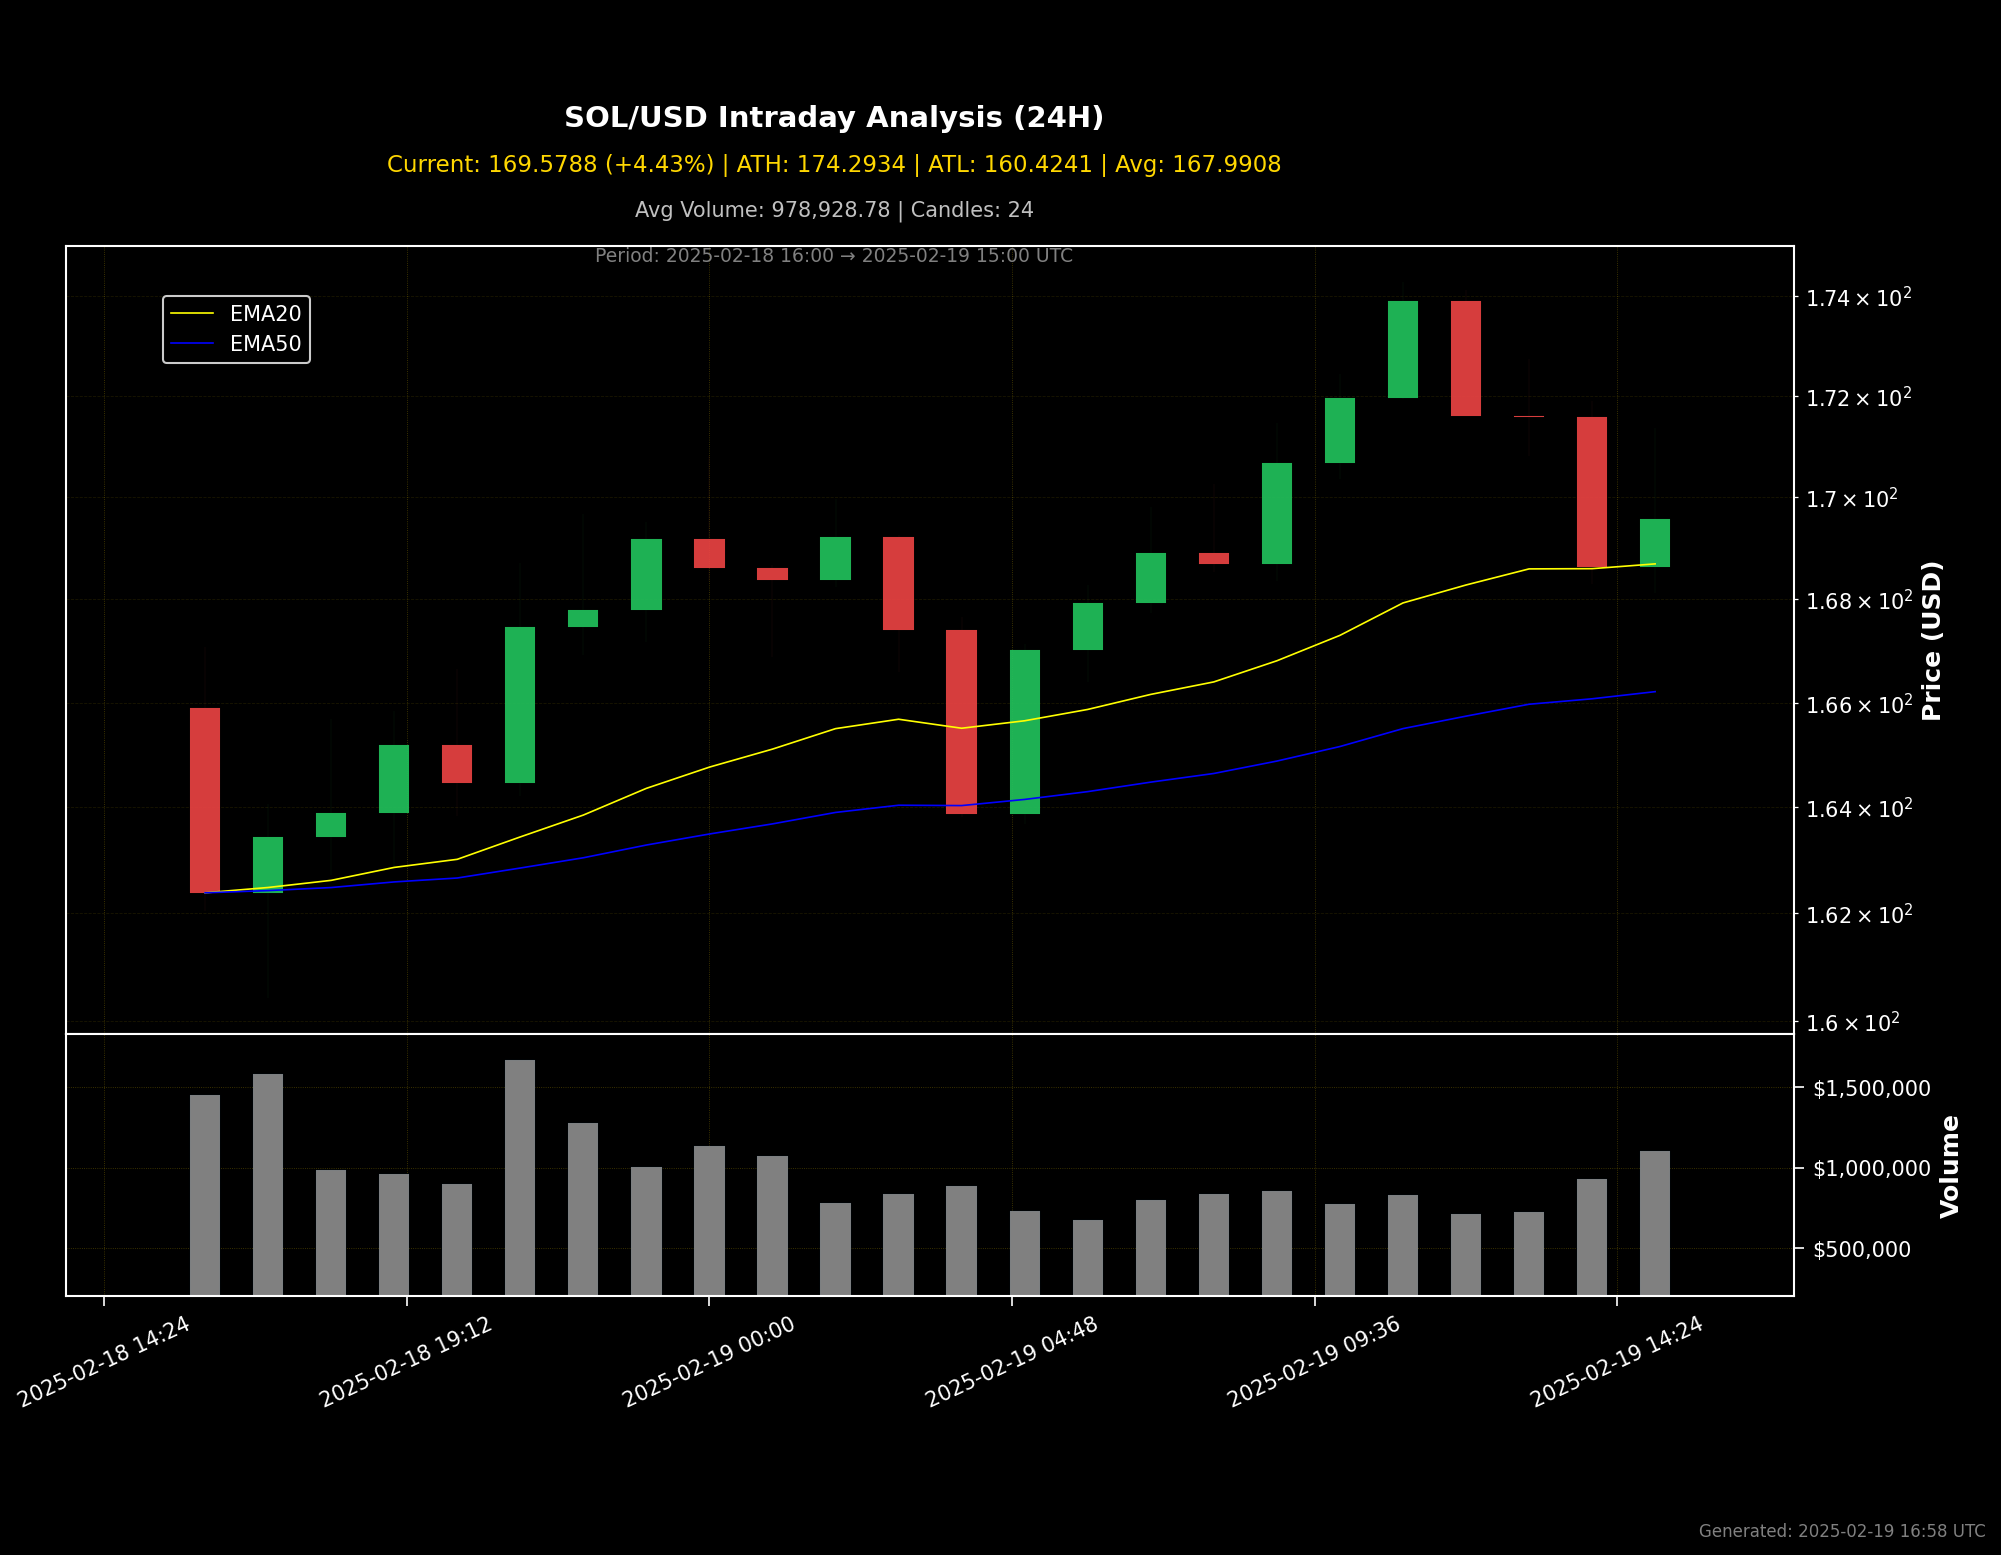 SOL/USD Intraday Analysis (24H)
Current: 169.5788 (+4.43%) | ATH: 174.2934 | ATL: 160.4241 | Avg: 167.9908
Avg Volume: 978,928.78 | Candles: 24
Period: 2025-02-18 16:00 → 2025-02-19 15:00 UTC
EMA20
EMA50
1.74 × 10²
1.72 × 10²
1.7 × 10²
1.68 × 10²
1.66 × 10²
1.64 × 10²
1.62 × 10²
1.6 × 10²
Price (USD)
$1,500,000
$1,000,000
$500,000
Volume
2025-02-18 14:24
2025-02-18 19:12
2025-02-19 00:00
2025-02-19 04:48
2025-02-19 09:36
2025-02-19 14:24
Generated: 2025-02-19 16:58 UTC